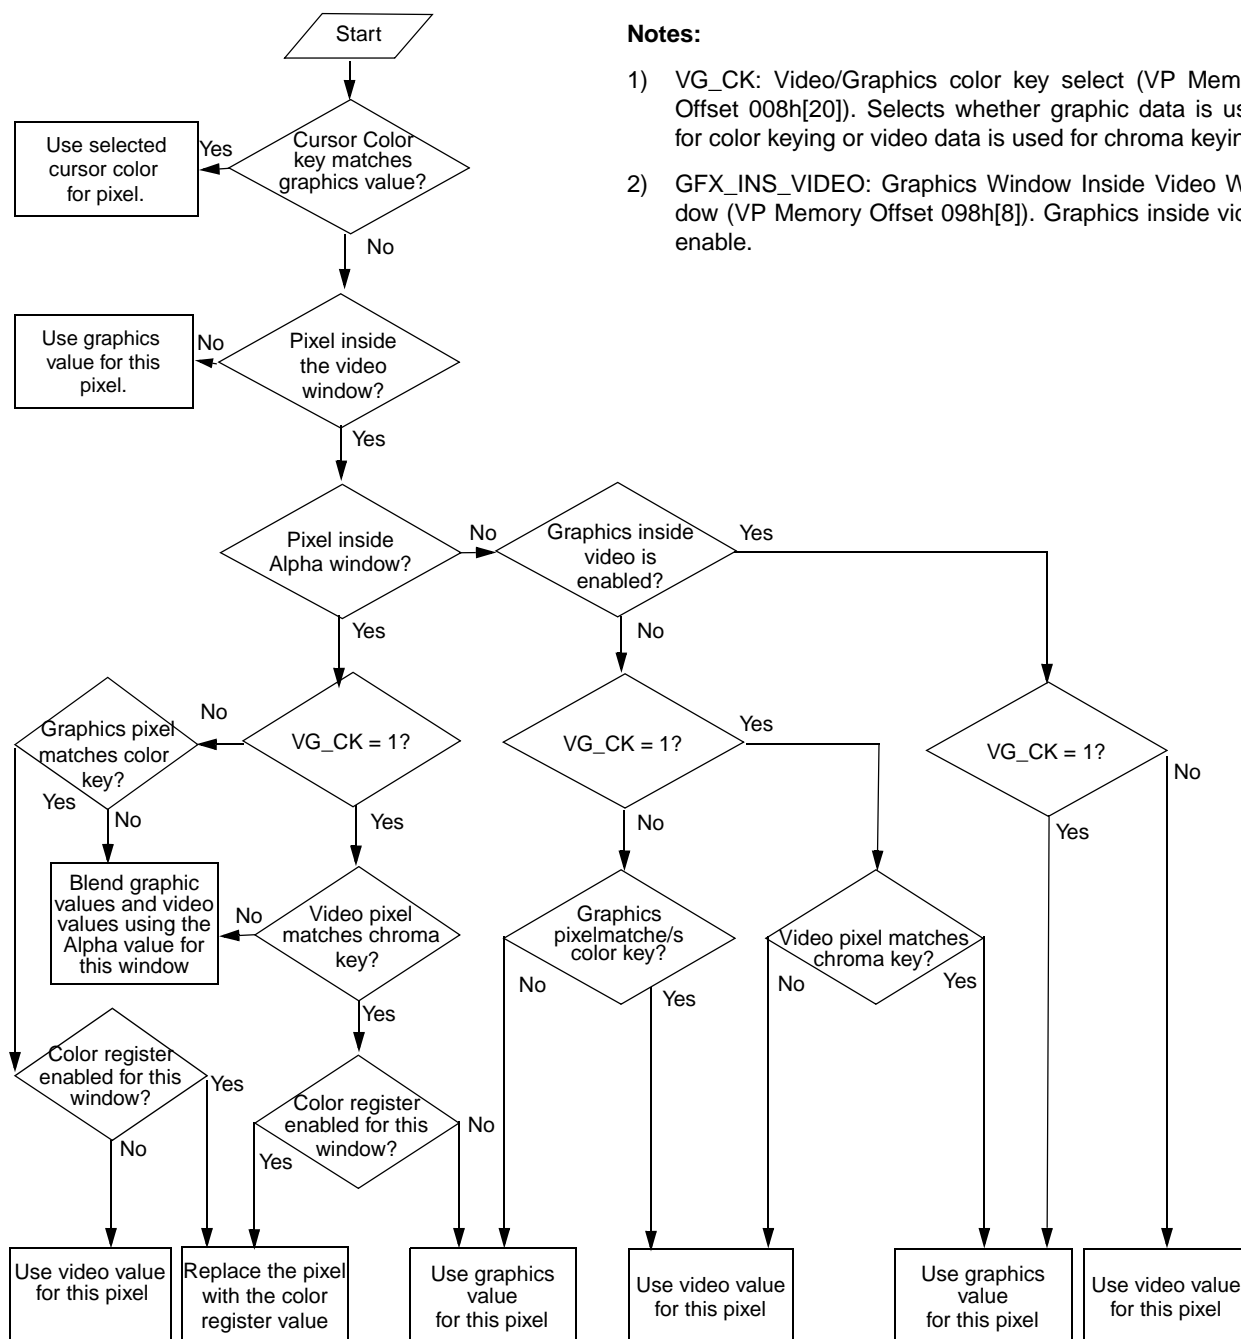 Start
Notes:
1) VG_CK: Video/Graphics color key select (VP Mem
Offset 008h[20]). Selects whether graphic data is us
for color keying or video data is used for chroma keyin
2) GFX_INS_VIDEO: Graphics Window Inside Video W
dow (VP Memory Offset 098h[8]). Graphics inside vid
enable.
Cursor Color
key matches
graphics value?
Yes
Use selected
cursor color
for pixel.
No
Pixel inside
the video
window?
No
Use graphics
value for this
pixel.
Yes
Pixel inside
Alpha window?
No
Graphics inside
video is
enabled?
Yes
Yes
No
Graphics pixel
matches color
key?
No
VG_CK = 1?
VG_CK = 1?
Yes
VG_CK = 1?
No
Yes
No
Yes
No
Yes
Blend graphic
values and video
values using the
Alpha value for
this window
No
Video pixel
matches chroma
key?
Graphics
pixelmatche/s
color key?
Video pixel matches
chroma key?
No
Yes
No
Yes
Yes
Color register
enabled for this
window?
Yes
No
Color register
enabled for this
window?
No
Yes
Use video value
for this pixel
Replace the pixel
with the color
register value
Use graphics
value
for this pixel
Use video value
for this pixel
Use graphics
value
for this pixel
Use video value
for this pixel